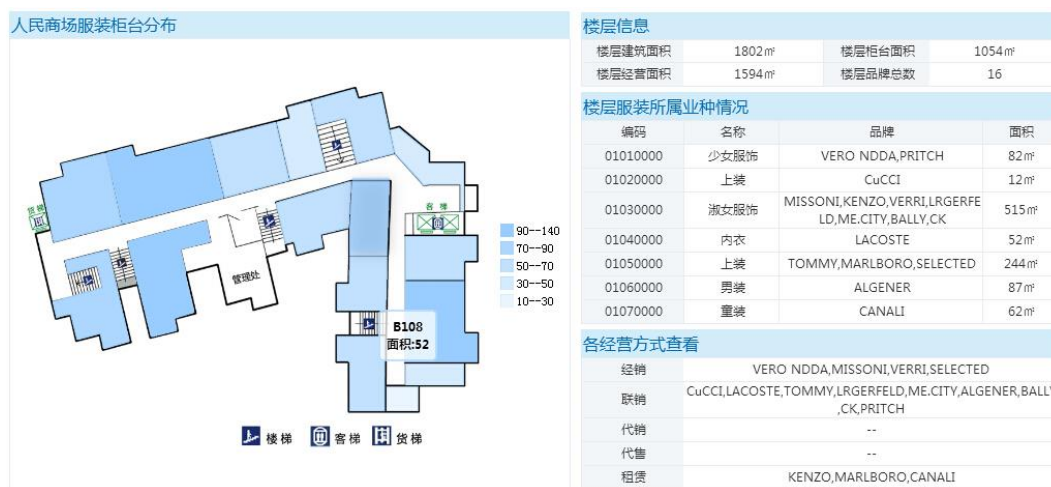 人民商场服装柜台分布
货梯
客梯
管理处
B108
面积:52
90--140
70--90
50--70
30--50
10--30
楼梯 客梯 货梯
楼层信息
楼层建筑面积 1802㎡ 楼层柜台面积 1054㎡
楼层经营面积 1594㎡ 楼层品牌总数 16
楼层服装所属业种情况
编码 名称 品牌 面积
01010000 少女服饰 VERO NDDA,PRITCH 82㎡
01020000 上装 CuCCI 12㎡
01030000 淑女服饰 MISSONI,KENZO,VERRI,LRGERFE
LD,ME.CITY,BALLY,CK 515㎡
01040000 内衣 LACOSTE 52㎡
01050000 上装 TOMMY,MARLBORO,SELECTED 244㎡
01060000 男装 ALGENER 87㎡
01070000 童装 CANALI 62㎡
各经营方式查看
经销 VERO NDDA,MISSONI,VERRI,SELECTED
联销 CuCCI,LACOSTE,TOMMY,LRGERFELD,ME.CITY,ALGENER,BALLY
,CK,PRITCH
代销 --
代售 --
租赁 KENZO,MARLBORO,CANALI